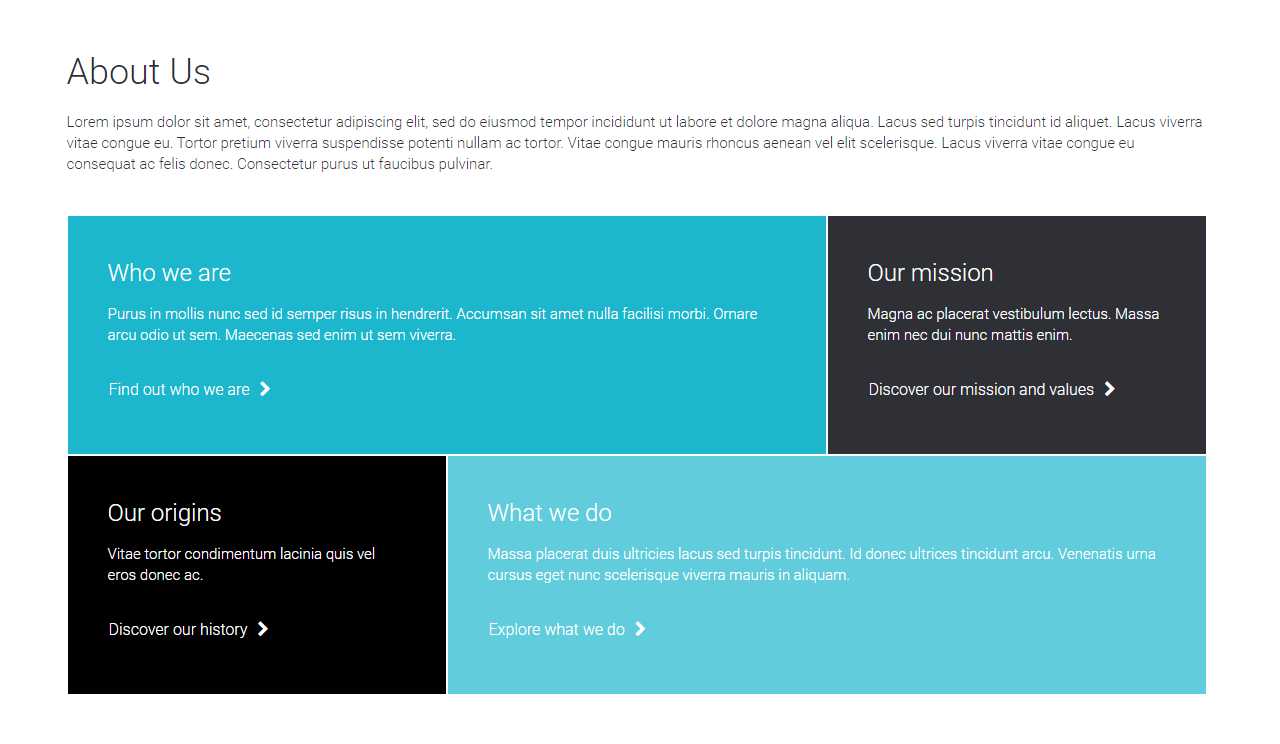 About Us
Lorem ipsum dolor sit amet, consectetur adipiscing elit, sed do eiusmod tempor incididunt ut labore et dolore magna aliqua. Lacus sed turpis tincidunt id aliquet. Lacus viverra
vitae congue eu. Tortor pretium viverra suspendisse potenti nullam ac tortor. Vitae congue mauris rhoncus aenean vel elit scelerisque. Lacus viverra vitae congue eu
consequat ac felis donec. Consectetur purus ut faucibus pulvinar.
Who we are
Purus in mollis nunc sed id semper risus in hendrerit. Accumsan sit amet nulla facilisi morbi. Ornare
arcu odio ut sem. Maecenas sed enim ut sem viverra.
Find out who we are
Our mission
Magna ac placerat vestibulum lectus. Massa
enim nec dui nunc mattis enim.
Discover our mission and values
Our origins
Vitae tortor condimentum lacinia quis vel
eros donec ac.
Discover our history
What we do
Massa placerat duis ultricies lacus sed turpis tincidunt. Id donec ultrices tincidunt arcu. Venenatis urna
cursus eget nunc scelerisque viverra mauris in aliquam.
Explore what we do